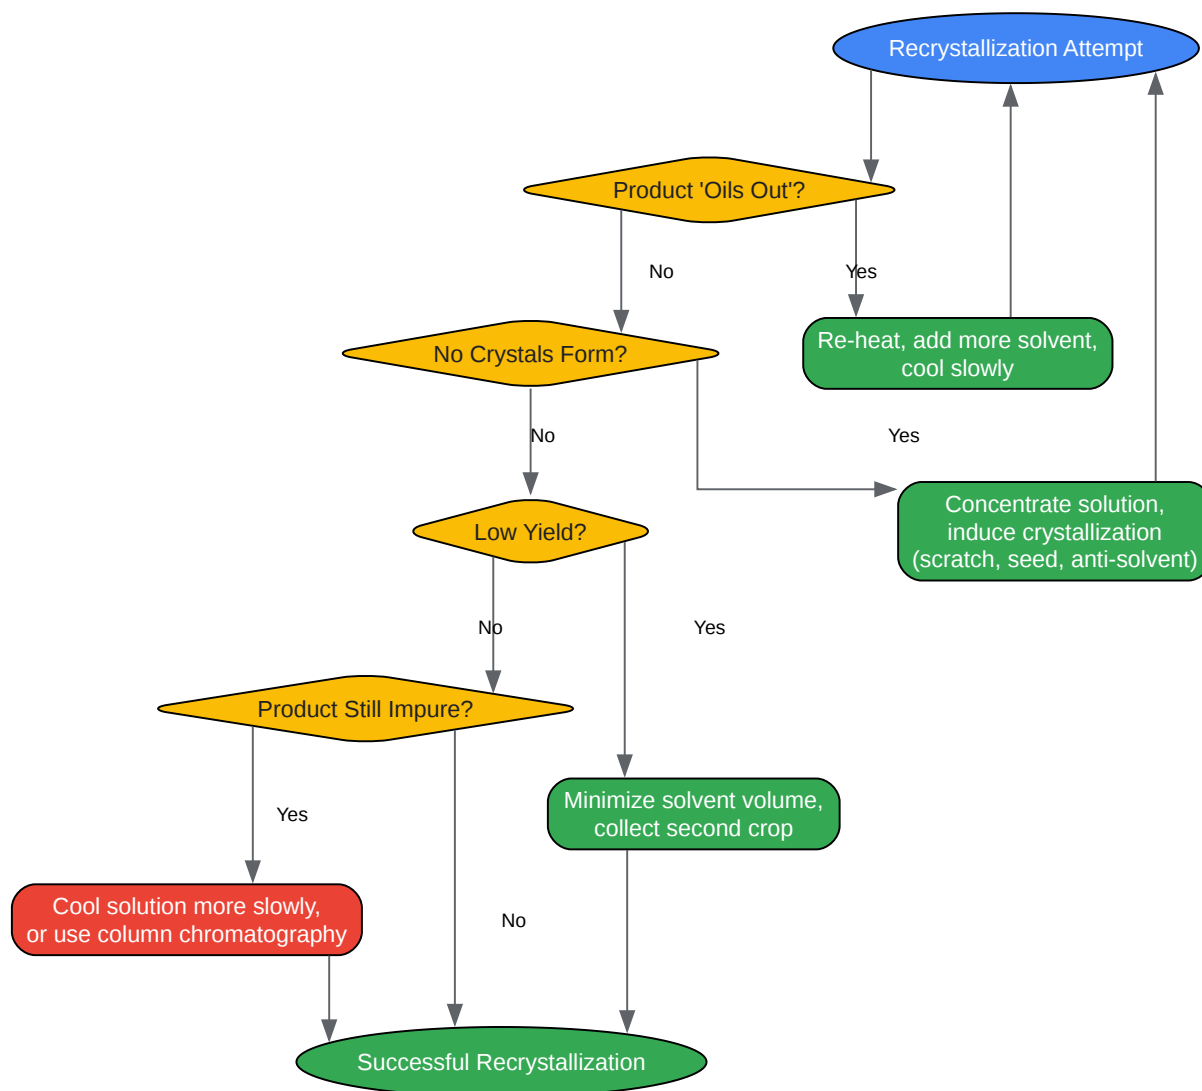 Recrystallization Attempt
Product 'Oils Out'?
No
Yes
Re-heat, add more solvent,
cool slowly
No Crystals Form?
No
Yes
Concentrate solution,
induce crystallization
(scratch, seed, anti-solvent)
Low Yield?
No
Yes
Product Still Impure?
Minimize solvent volume,
collect second crop
Yes
Cool solution more slowly,
or use column chromatography
No
Successful Recrystallization